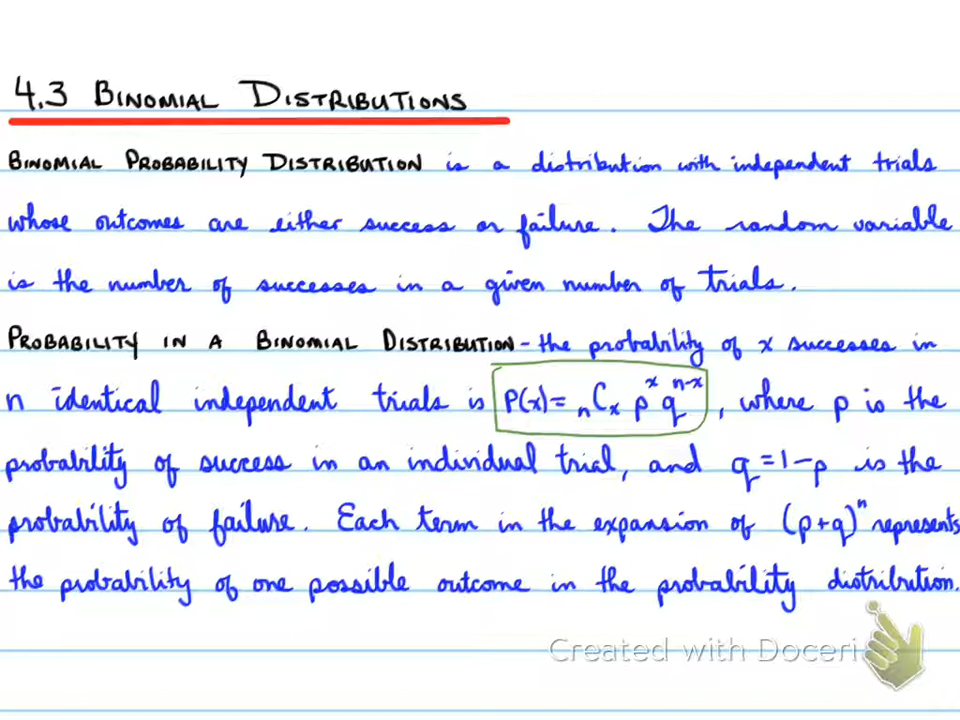 4.3 BINOMIAL DISTRIBUTIONS
BINOMIAL PROBABILITY DISTRIBUTION is a distribution with independent trials
whose outcomes are either success or failure. The random variable
is the number of successes in a given number of trials.
PROBABILITY IN A BINOMIAL DISTRIBUTION - the probability of x successes in
n identical independent trials is P(x) = ₙCₓ pˣ qⁿ⁻ˣ, where p is the
probability of success in an individual trial, and q = 1 - p is the
probability of failure. Each term in the expansion of (p+q)ⁿ represents
the probability of one possible outcome in the probability distribution.
Created with Doceri